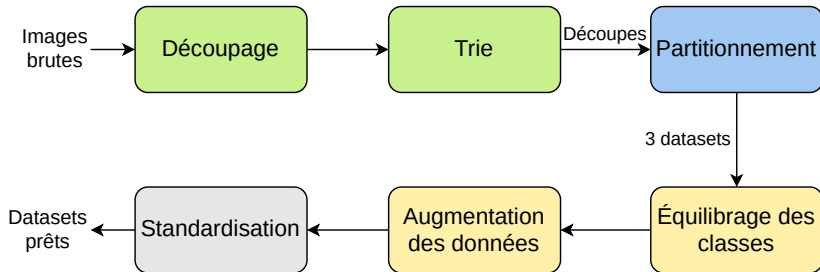 Images
brutes
Découpage
Trie
Découpes
Partitionnement
3 datasets
Équilibrage des
classes
Augmentation
des données
Standardisation
Datasets
prêts